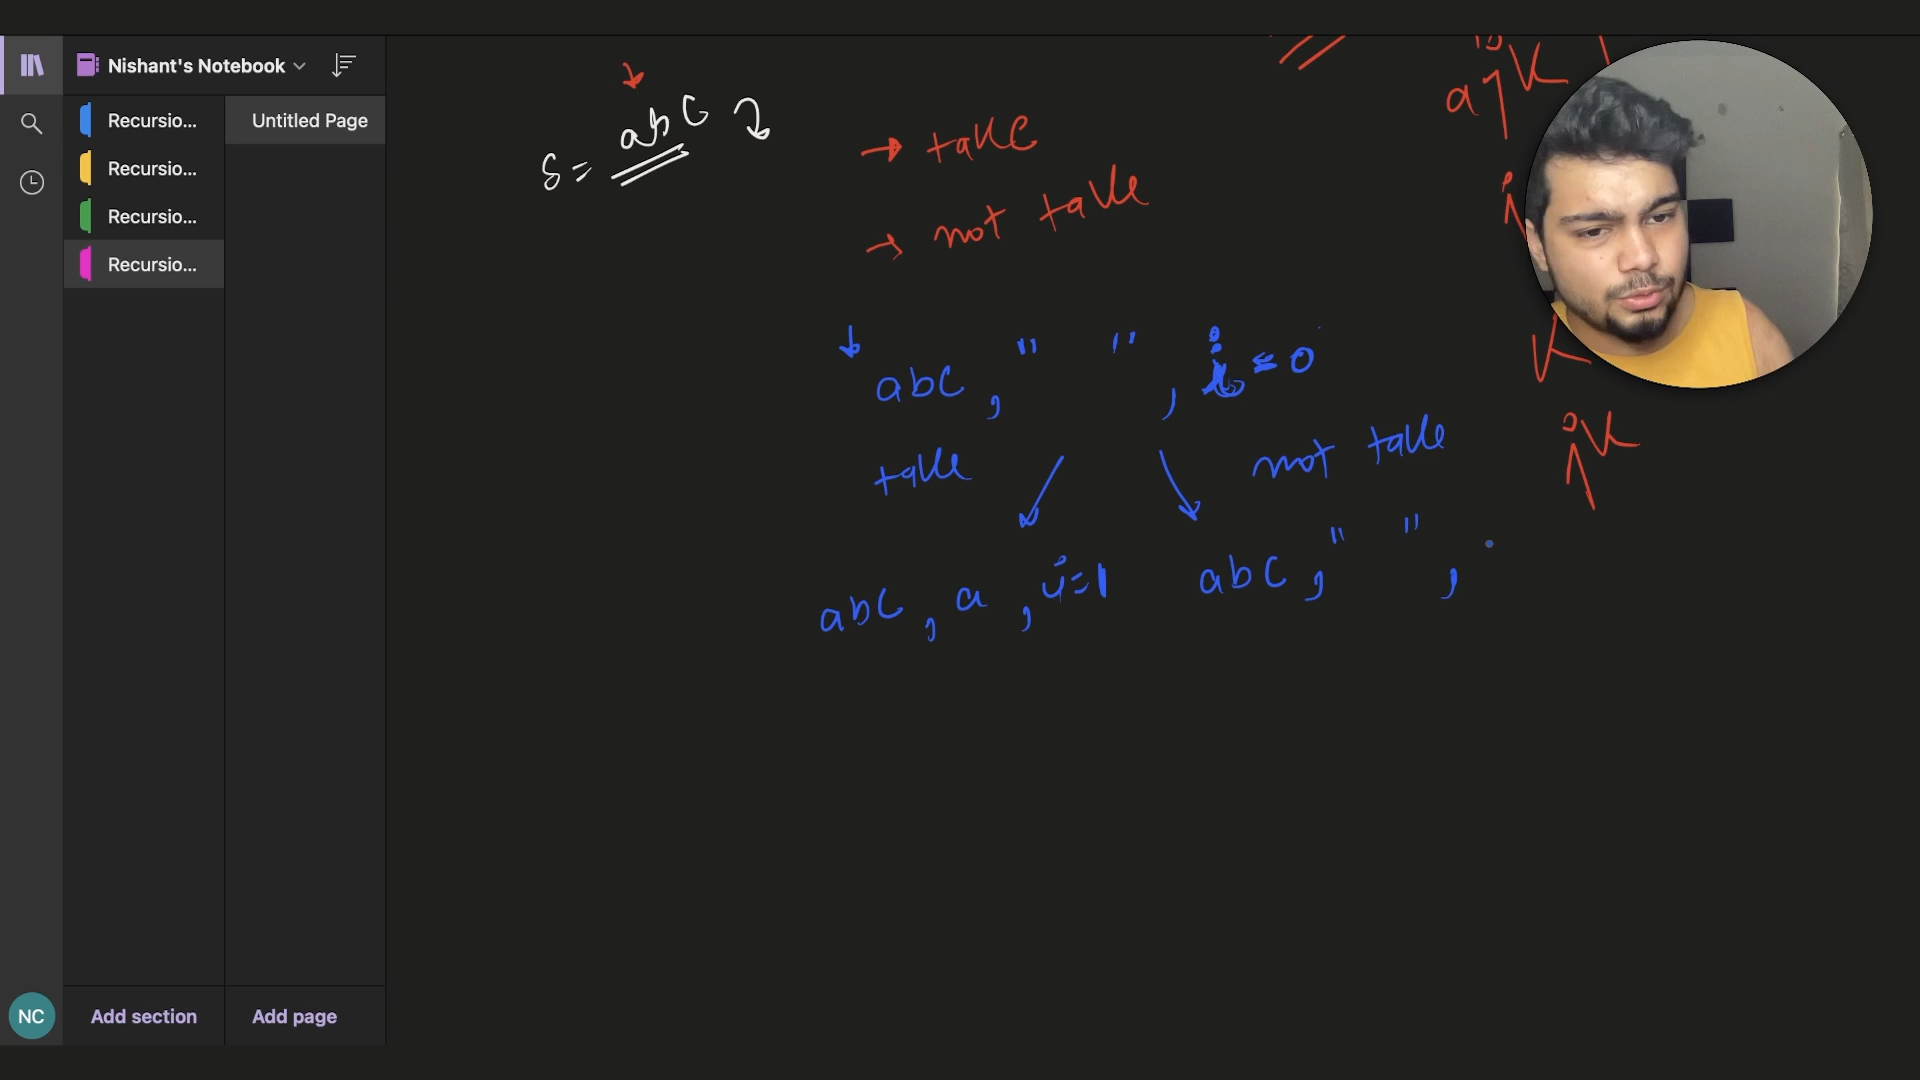 Nishant's Notebook
Recursio...
Untitled Page
Recursio...
Recursio...
Recursio...
s = abc
→ take
→ not take
abc , " " , i = 0
take
not take
abc , a , i=1
abc , " " ,
a j k
i
k
i k
NC
Add section
Add page